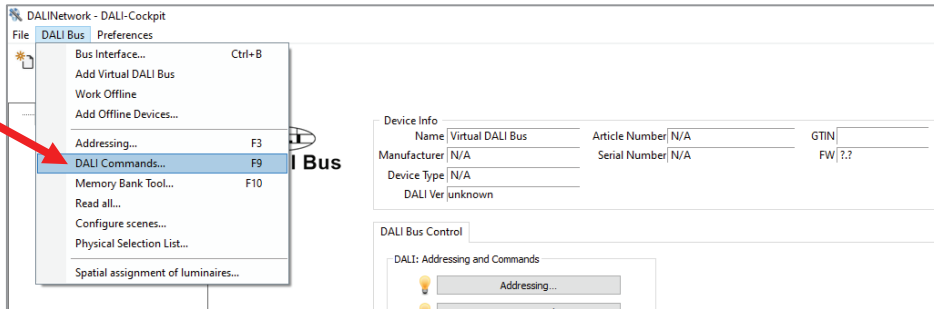 DALINetwork - DALI-Cockpit
File DALI Bus Preferences
Bus Interface... Ctrl+B
Add Virtual DALI Bus
Work Offline
Add Offline Devices...
Addressing... F3
DALI Commands... F9
Memory Bank Tool... F10
Read all...
Configure scenes...
Physical Selection List...
Spatial assignment of luminaires...
I Bus
Device Info
Name Virtual DALI Bus Article Number N/A GTIN
Manufacturer N/A Serial Number N/A FW ?.?
Device Type N/A
DALI Ver unknown
DALI Bus Control
DALI: Addressing and Commands
Addressing...